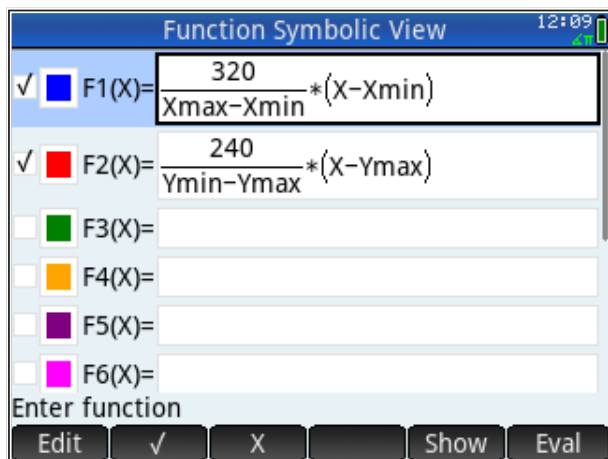 Function Symbolic View 12:09
∡π
√ F1(X)= 320/(Xmax−Xmin)*(X−Xmin)
√ F2(X)= 240/(Ymin−Ymax)*(X−Ymax)
F3(X)=
F4(X)=
F5(X)=
F6(X)=
Enter function
Edit √ X Show Eval